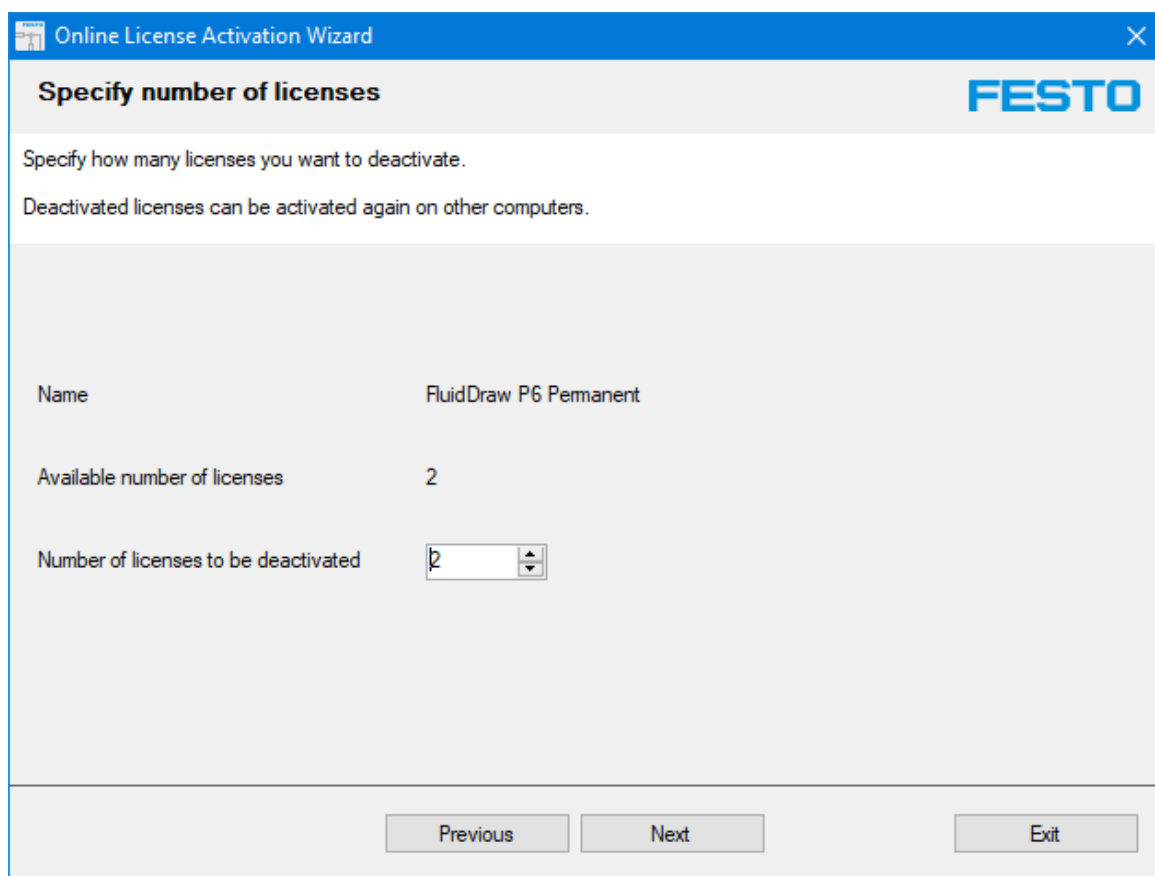 Online License Activation Wizard
Specify number of licenses
FESTO
Specify how many licenses you want to deactivate.
Deactivated licenses can be activated again on other computers.
Name FluidDraw P6 Permanent
Available number of licenses 2
Number of licenses to be deactivated 2
Previous Next Exit